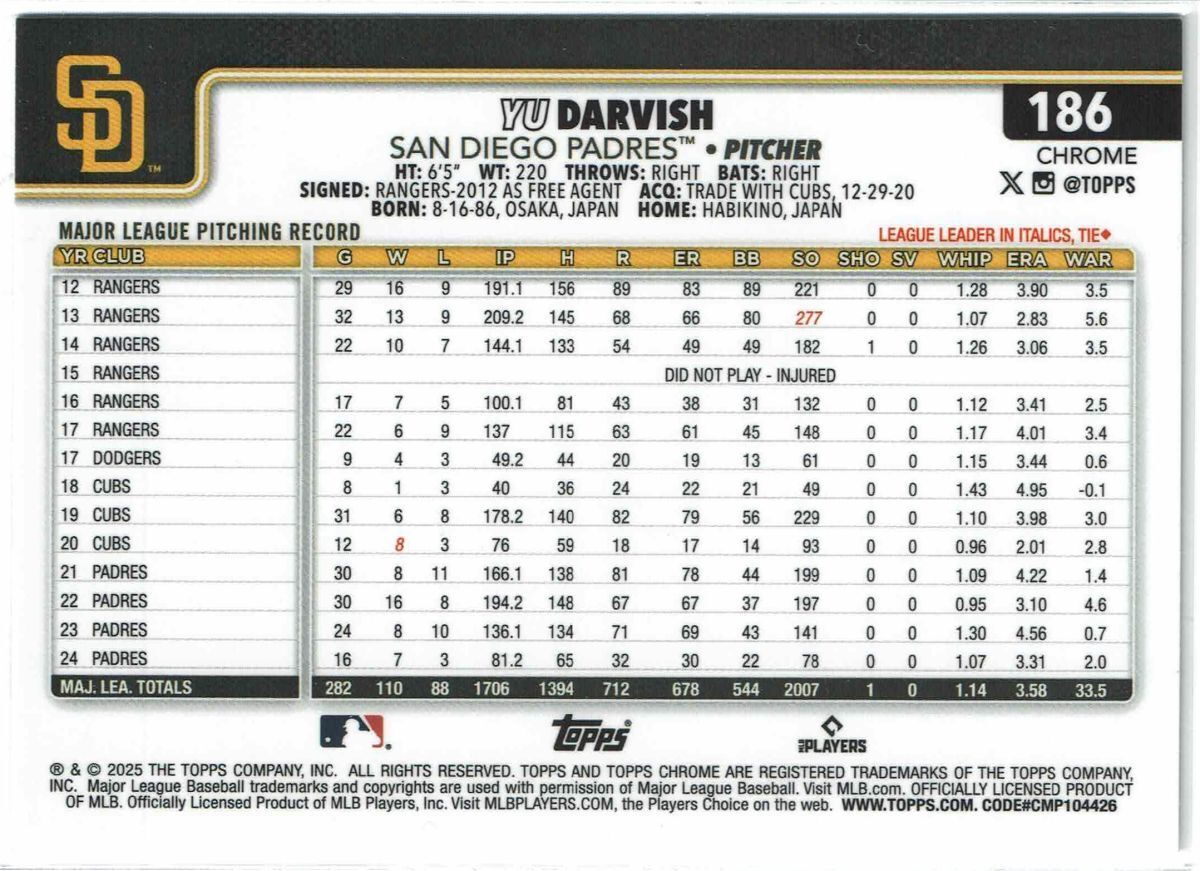 SD™
YU DARVISH
186
SAN DIEGO PADRES™ • PITCHER
CHROME
HT: 6'5" WT: 220 THROWS: RIGHT BATS: RIGHT
X @TOPPS
SIGNED: RANGERS-2012 AS FREE AGENT ACQ: TRADE WITH CUBS, 12-29-20
BORN: 8-16-86, OSAKA, JAPAN HOME: HABIKINO, JAPAN
MAJOR LEAGUE PITCHING RECORD
LEAGUE LEADER IN ITALICS, TIE♦
YR CLUB G W L IP H R ER BB SO SHO SV WHIP ERA WAR
12 RANGERS 29 16 9 191.1 156 89 83 89 221 0 0 1.28 3.90 3.5
13 RANGERS 32 13 9 209.2 145 68 66 80 277 0 0 1.07 2.83 5.6
14 RANGERS 22 10 7 144.1 133 54 49 49 182 1 0 1.26 3.06 3.5
15 RANGERS DID NOT PLAY - INJURED
16 RANGERS 17 7 5 100.1 81 43 38 31 132 0 0 1.12 3.41 2.5
17 RANGERS 22 6 9 137 115 63 61 45 148 0 0 1.17 4.01 3.4
17 DODGERS 9 4 3 49.2 44 20 19 13 61 0 0 1.15 3.44 0.6
18 CUBS 8 1 3 40 36 24 22 21 49 0 0 1.43 4.95 -0.1
19 CUBS 31 6 8 178.2 140 82 79 56 229 0 0 1.10 3.98 3.0
20 CUBS 12 8 3 76 59 18 17 14 93 0 0 0.96 2.01 2.8
21 PADRES 30 8 11 166.1 138 81 78 44 199 0 0 1.09 4.22 1.4
22 PADRES 30 16 8 194.2 148 67 67 37 197 0 0 0.95 3.10 4.6
23 PADRES 24 8 10 136.1 134 71 69 43 141 0 0 1.30 4.56 0.7
24 PADRES 16 7 3 81.2 65 32 30 22 78 0 0 1.07 3.31 2.0
MAJ. LEA. TOTALS 282 110 88 1706 1394 712 678 544 2007 1 0 1.14 3.58 33.5
Topps®
MLB PLAYERS
® & © 2025 THE TOPPS COMPANY, INC. ALL RIGHTS RESERVED. TOPPS AND TOPPS CHROME ARE REGISTERED TRADEMARKS OF THE TOPPS COMPANY,
INC. Major League Baseball trademarks and copyrights are used with permission of Major League Baseball. Visit MLB.com. OFFICIALLY LICENSED PRODUCT
OF MLB. Officially Licensed Product of MLB Players, Inc. Visit MLBPLAYERS.COM, the Players Choice on the web. WWW.TOPPS.COM. CODE#CMP104426